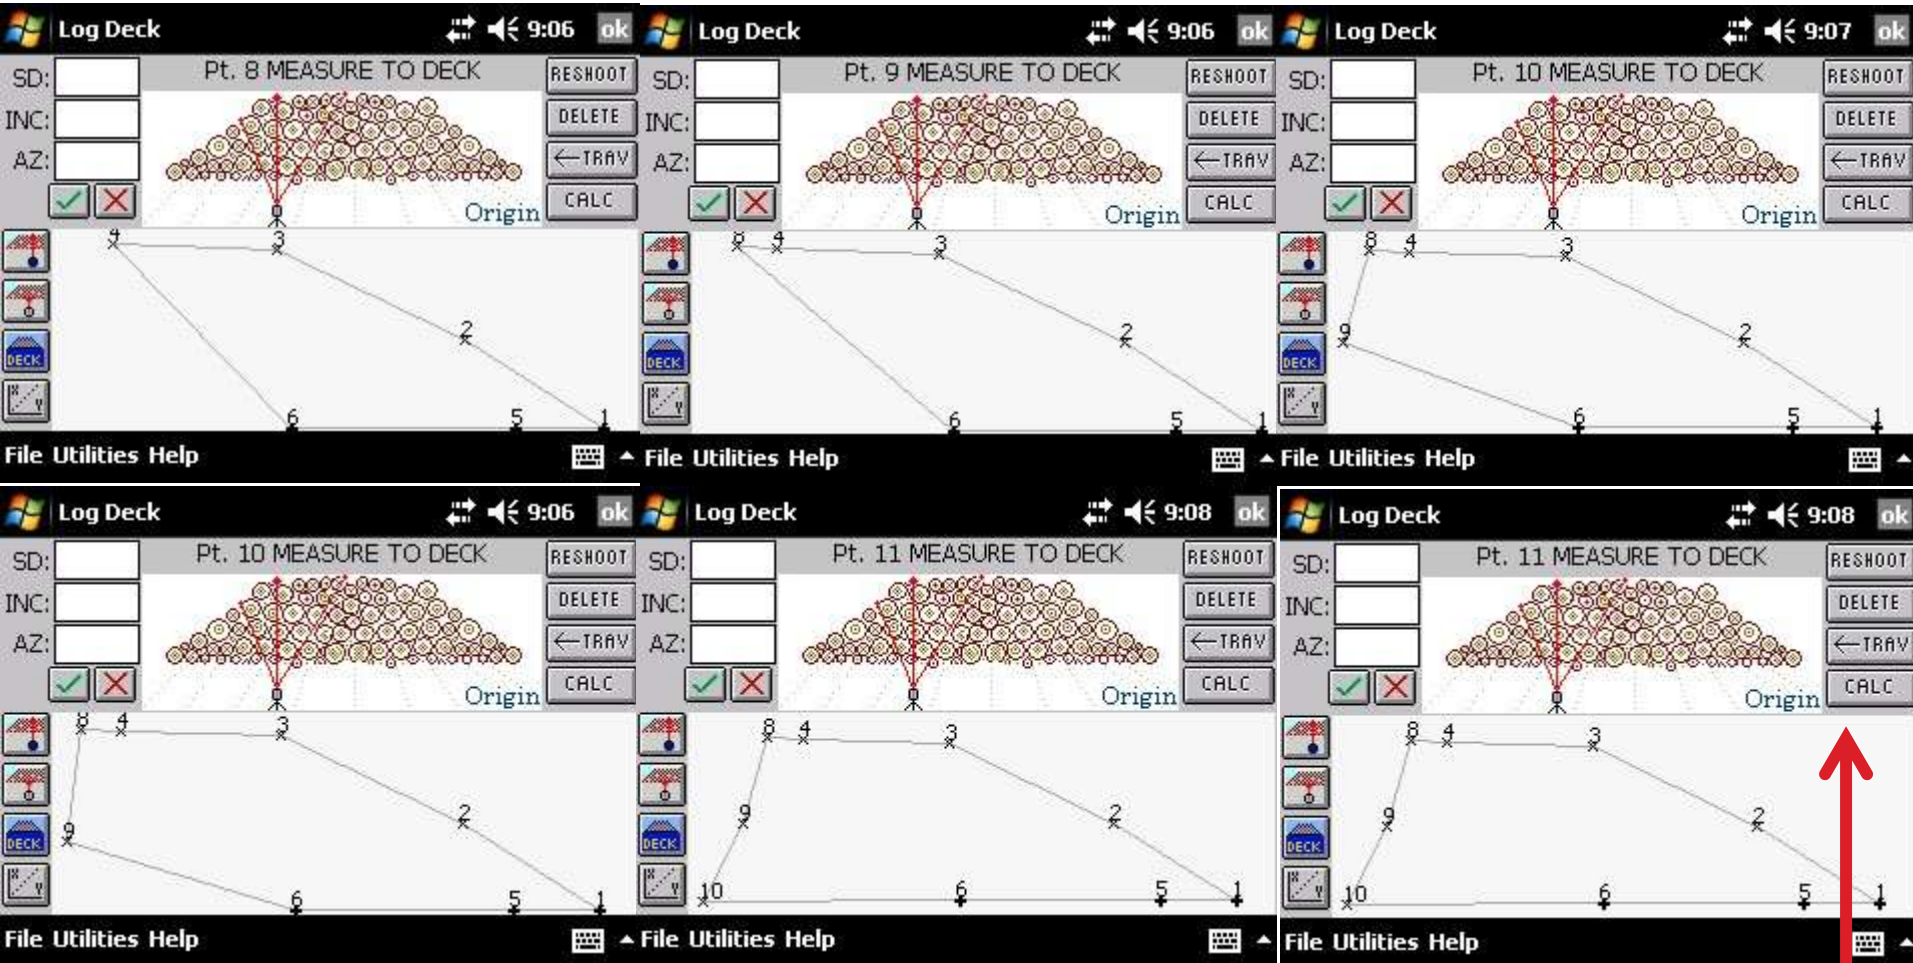 Log Deck 9:06 ok
SD: Pt. 8 MEASURE TO DECK RESHOOT
INC: DELETE
AZ: ←TRAV
Origin CALC
4 3
2
DECK
6 5 1
File Utilities Help
Log Deck 9:06 ok
SD: Pt. 9 MEASURE TO DECK RESHOOT
INC: DELETE
AZ: ←TRAV
Origin CALC
8 4 3
2
DECK
6 5 1
File Utilities Help
Log Deck 9:07 ok
SD: Pt. 10 MEASURE TO DECK RESHOOT
INC: DELETE
AZ: ←TRAV
Origin CALC
8 4 3
9 2
DECK
X Y
6 5 1
File Utilities Help
Log Deck 9:06 ok
SD: Pt. 10 MEASURE TO DECK RESHOOT
INC: DELETE
AZ: ←TRAV
Origin CALC
8 4 3
9 2
DECK
X Y
6 5 1
File Utilities Help
Log Deck 9:08 ok
SD: Pt. 11 MEASURE TO DECK RESHOOT
INC: DELETE
AZ: ←TRAV
Origin CALC
8 4 3
9 2
DECK
X Y
10 6 5 1
File Utilities Help
Log Deck 9:08 ok
SD: Pt. 11 MEASURE TO DECK RESHOOT
INC: DELETE
AZ: ←TRAV
Origin CALC
8 4 3
9 2
DECK
X Y
10 6 5 1
File Utilities Help